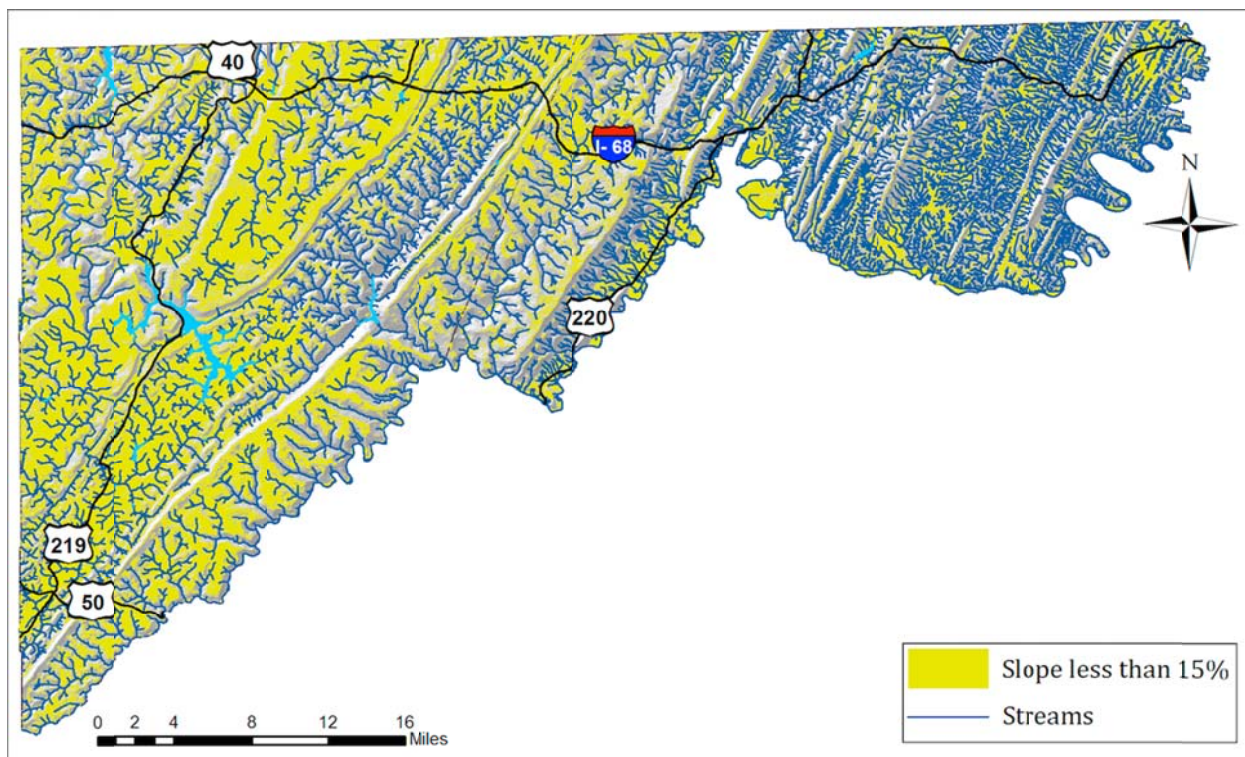 40
I- 68
N
220
219
50
Slope less than 15%
Streams
0 2 4 8 12 16
Miles